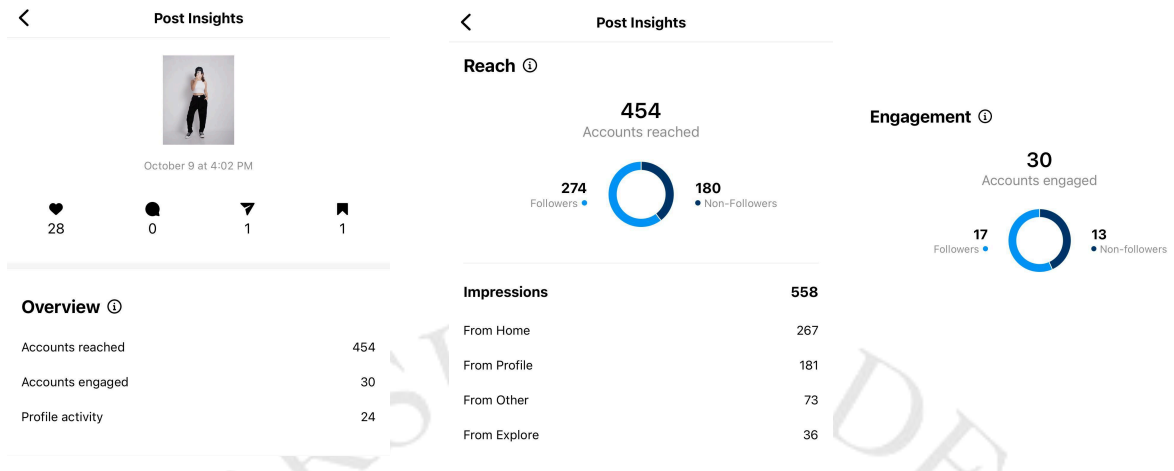 Post Insights
October 9 at 4:02 PM
28 0 1 1
Overview
Accounts reached 454
Accounts engaged 30
Profile activity 24
Post Insights
Reach
454
Accounts reached
274 180
Followers Non-Followers
Impressions 558
From Home 267
From Profile 181
From Other 73
From Explore 36
Engagement
30
Accounts engaged
17 13
Followers Non-followers